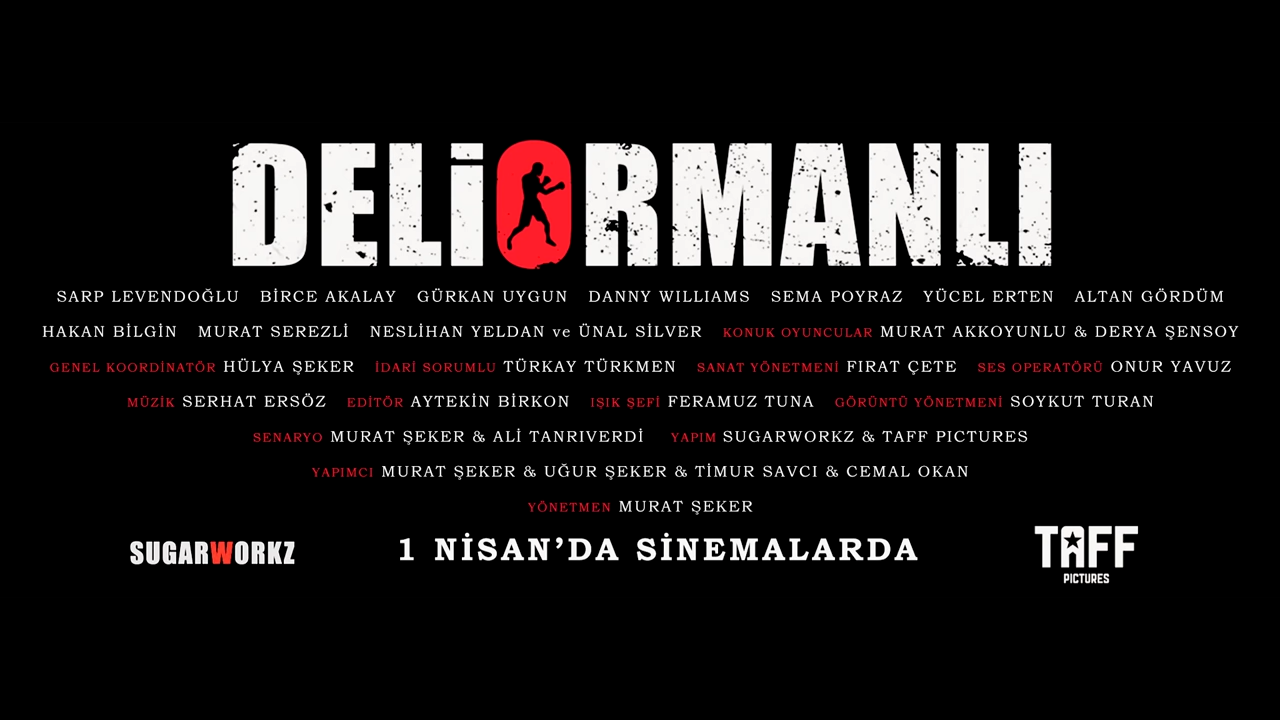 DELİORMANLI
SARP LEVENDOĞLU BİRCE AKALAY GÜRKAN UYGUN DANNY WILLIAMS SEMA POYRAZ YÜCEL ERTEN ALTAN GÖRDÜM
HAKAN BİLGİN MURAT SEREZLİ NESLİHAN YELDAN ve ÜNAL SİLVER KONUK OYUNCULAR MURAT AKKOYUNLU & DERYA ŞENSOY
GENEL KOORDİNATÖR HÜLYA ŞEKER İDARİ SORUMLU TÜRKAY TÜRKMEN SANAT YÖNETMENİ FIRAT ÇETE SES OPERATÖRÜ ONUR YAVUZ
MÜZİK SERHAT ERSÖZ EDİTÖR AYTEKİN BİRKON IŞIK ŞEFİ FERAMUZ TUNA GÖRÜNTÜ YÖNETMENİ SOYKUT TURAN
SENARYO MURAT ŞEKER & ALİ TANRIVERDİ YAPIM SUGARWORKZ & TAFF PICTURES
YAPIMCI MURAT ŞEKER & UĞUR ŞEKER & TİMUR SAVCI & CEMAL OKAN
YÖNETMEN MURAT ŞEKER
SUGARWORKZ 1 NİSAN'DA SİNEMALARDA TAFF
PICTURES